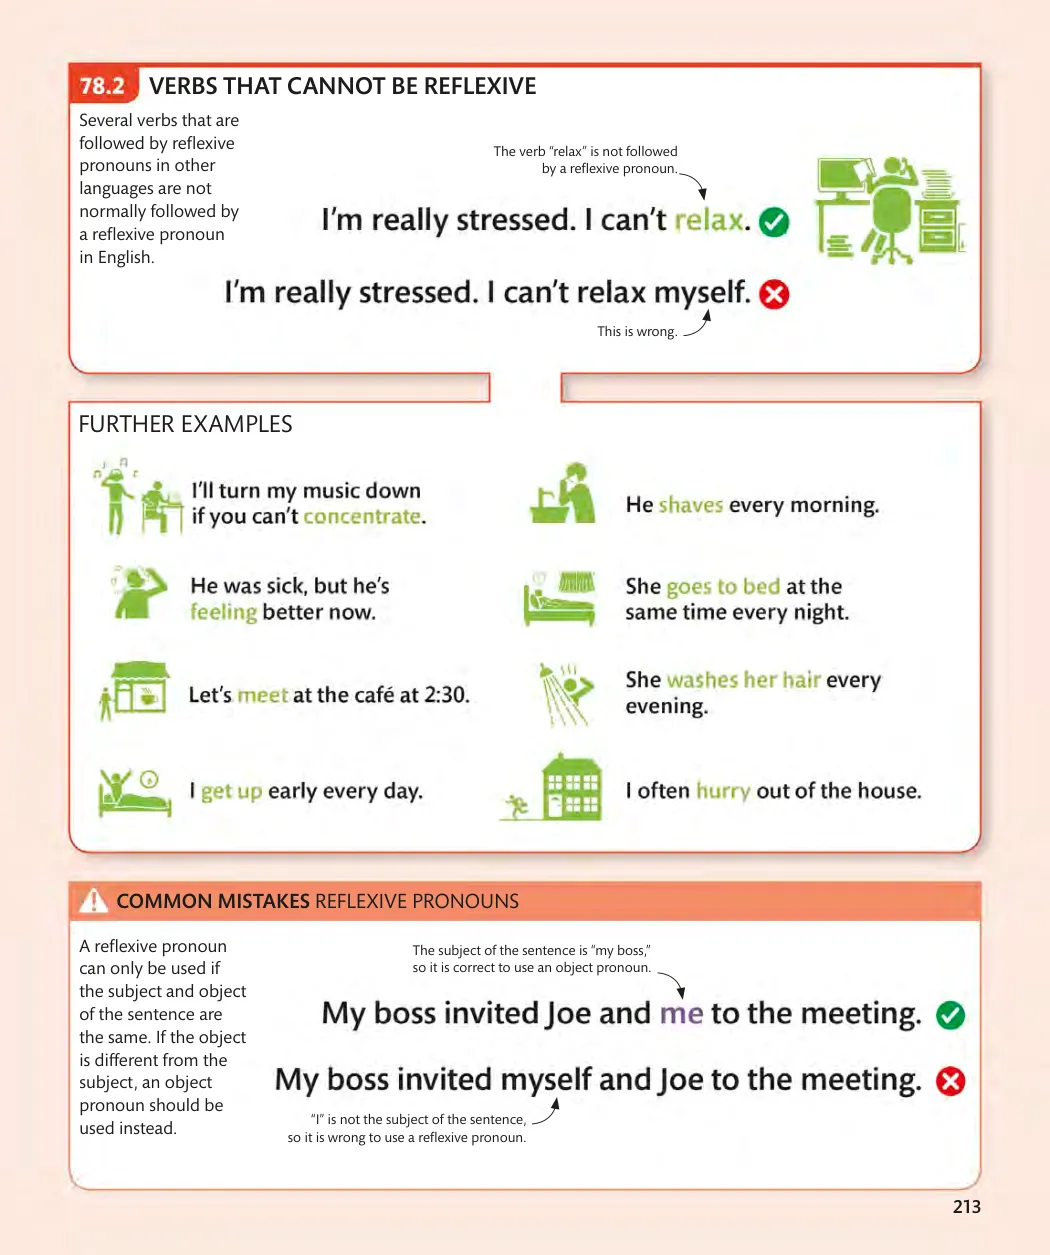 78.2 VERBS THAT CANNOT BE REFLEXIVE
Several verbs that are
followed by reflexive
pronouns in other
languages are not
normally followed by
a reflexive pronoun
in English.
The verb “relax” is not followed
by a reflexive pronoun.
I’m really stressed. I can’t relax.
I’m really stressed. I can’t relax myself.
This is wrong.
FURTHER EXAMPLES
I’ll turn my music down
if you can’t concentrate.
He shaves every morning.
He was sick, but he’s
feeling better now.
She goes to bed at the
same time every night.
Let’s meet at the café at 2:30.
She washes her hair every
evening.
I get up early every day.
I often hurry out of the house.
COMMON MISTAKES REFLEXIVE PRONOUNS
A reflexive pronoun
can only be used if
the subject and object
of the sentence are
the same. If the object
is different from the
subject, an object
pronoun should be
used instead.
The subject of the sentence is “my boss,”
so it is correct to use an object pronoun.
My boss invited Joe and me to the meeting.
My boss invited myself and Joe to the meeting.
“I” is not the subject of the sentence,
so it is wrong to use a reflexive pronoun.
213